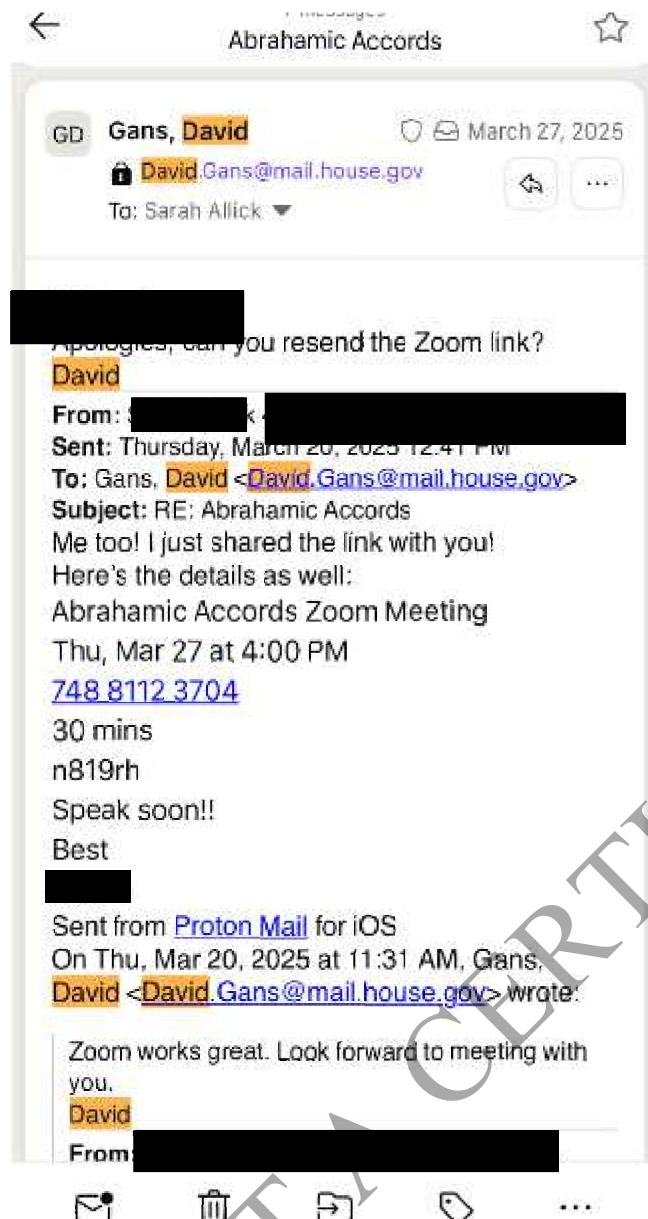 Abrahamic Accords
GD
Gans, David
March 27, 2025
David.Gans@mail.house.gov
To: Sarah Allick
Apologies, can you resend the Zoom link?
David
From:
Sent: Thursday, March 20, 2025 12:41 PM
To: Gans, David <David.Gans@mail.house.gov>
Subject: RE: Abrahamic Accords
Me too! I just shared the link with you!
Here's the details as well:
Abrahamic Accords Zoom Meeting
Thu, Mar 27 at 4:00 PM
748 8112 3704
30 mins
n819rh
Speak soon!!
Best
Sent from Proton Mail for iOS
On Thu, Mar 20, 2025 at 11:31 AM, Gans,
David <David.Gans@mail.house.gov> wrote:
Zoom works great. Look forward to meeting with
you.
David
From: